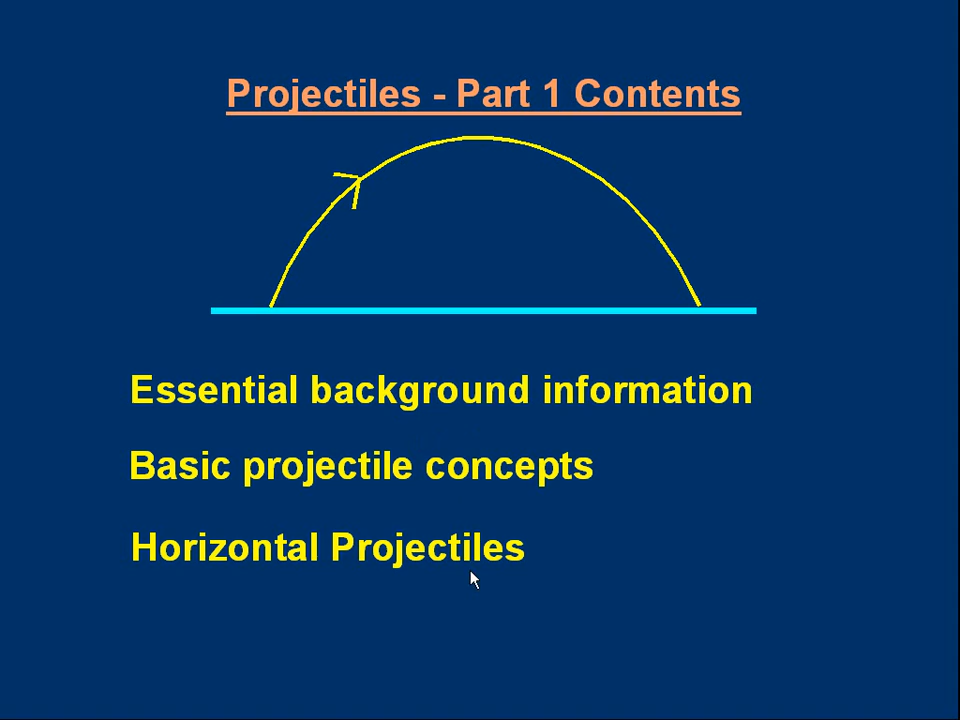 Projectiles - Part 1 Contents
Essential background information
Basic projectile concepts
Horizontal Projectiles